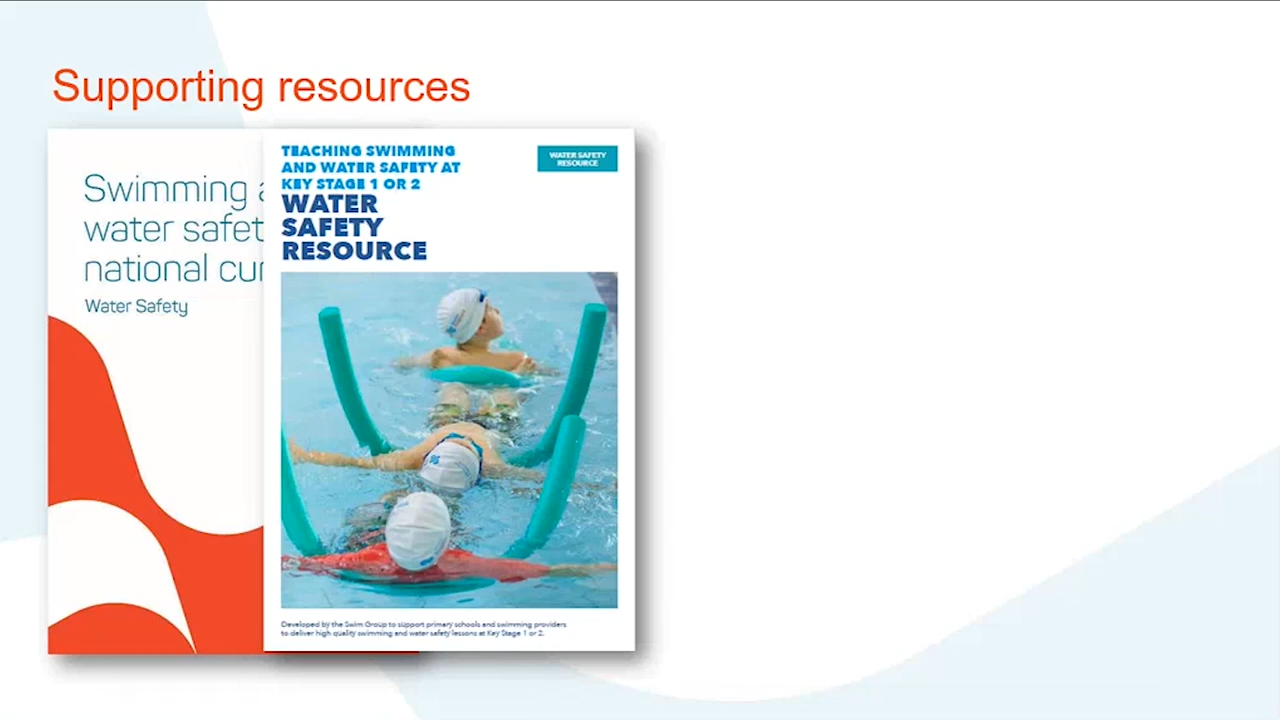 Supporting resources
Swimming a
water safet
national cur
Water Safety
TEACHING SWIMMING
AND WATER SAFETY AT
KEY STAGE 1 OR 2
WATER
SAFETY
RESOURCE
WATER SAFETY
RESOURCE
Developed by the Swim Group to support primary schools and swimming providers
to deliver high quality swimming and water safety lessons at Key Stage 1 or 2.